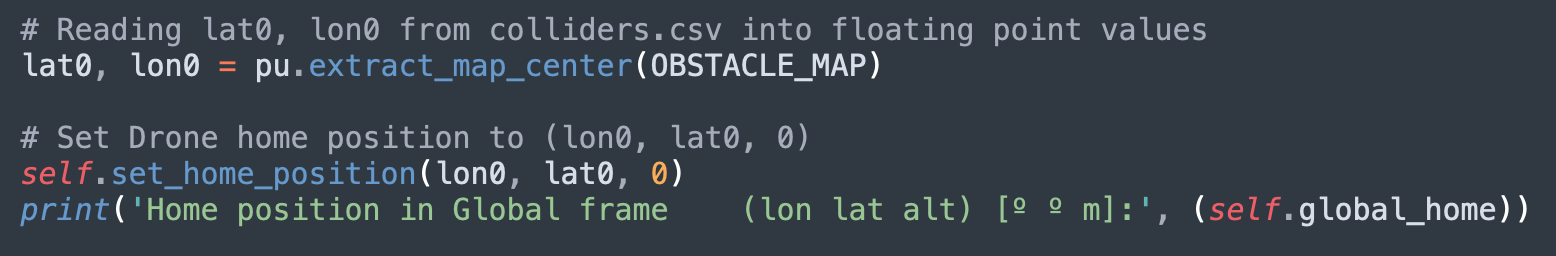 # Reading lat0, lon0 from colliders.csv into floating point values
lat0, lon0 = pu.extract_map_center(OBSTACLE_MAP)
# Set Drone home position to (lon0, lat0, 0)
self.set_home_position(lon0, lat0, 0)
print('Home position in Global frame    (lon lat alt) [º º m]:', (self.global_home))